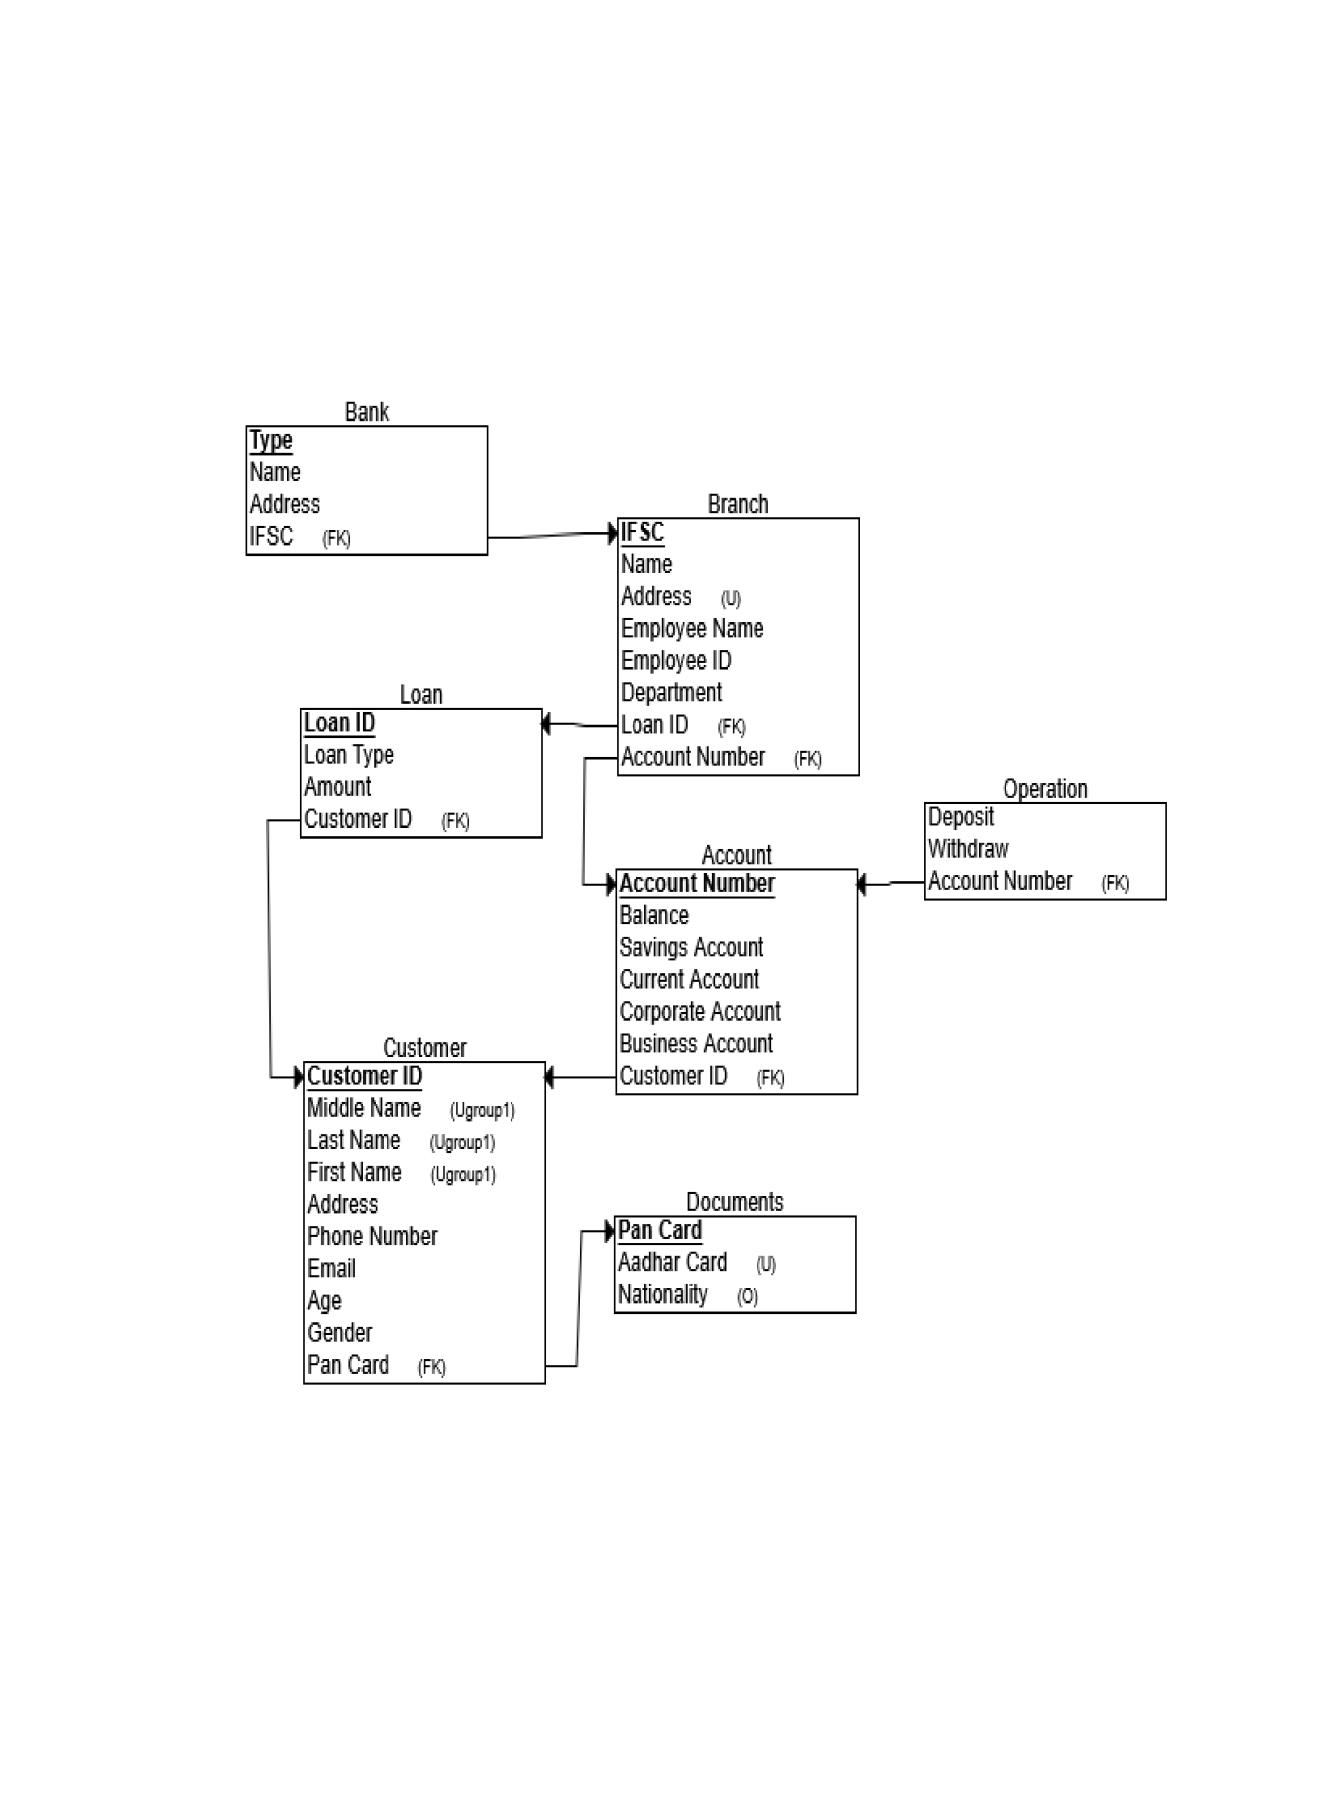 Bank
Type
Name
Address
IFSC (FK)
Branch
IFSC
Name
Address (U)
Employee Name
Employee ID
Department
Loan ID (FK)
Account Number (FK)
Loan
Loan ID
Loan Type
Amount
Customer ID (FK)
Operation
Deposit
Withdraw
Account Number (FK)
Account
Account Number
Balance
Savings Account
Current Account
Corporate Account
Business Account
Customer ID (FK)
Customer
Customer ID
Middle Name (Ugroup1)
Last Name (Ugroup1)
First Name (Ugroup1)
Address
Phone Number
Email
Age
Gender
Pan Card (FK)
Documents
Pan Card
Aadhar Card (U)
Nationality (O)